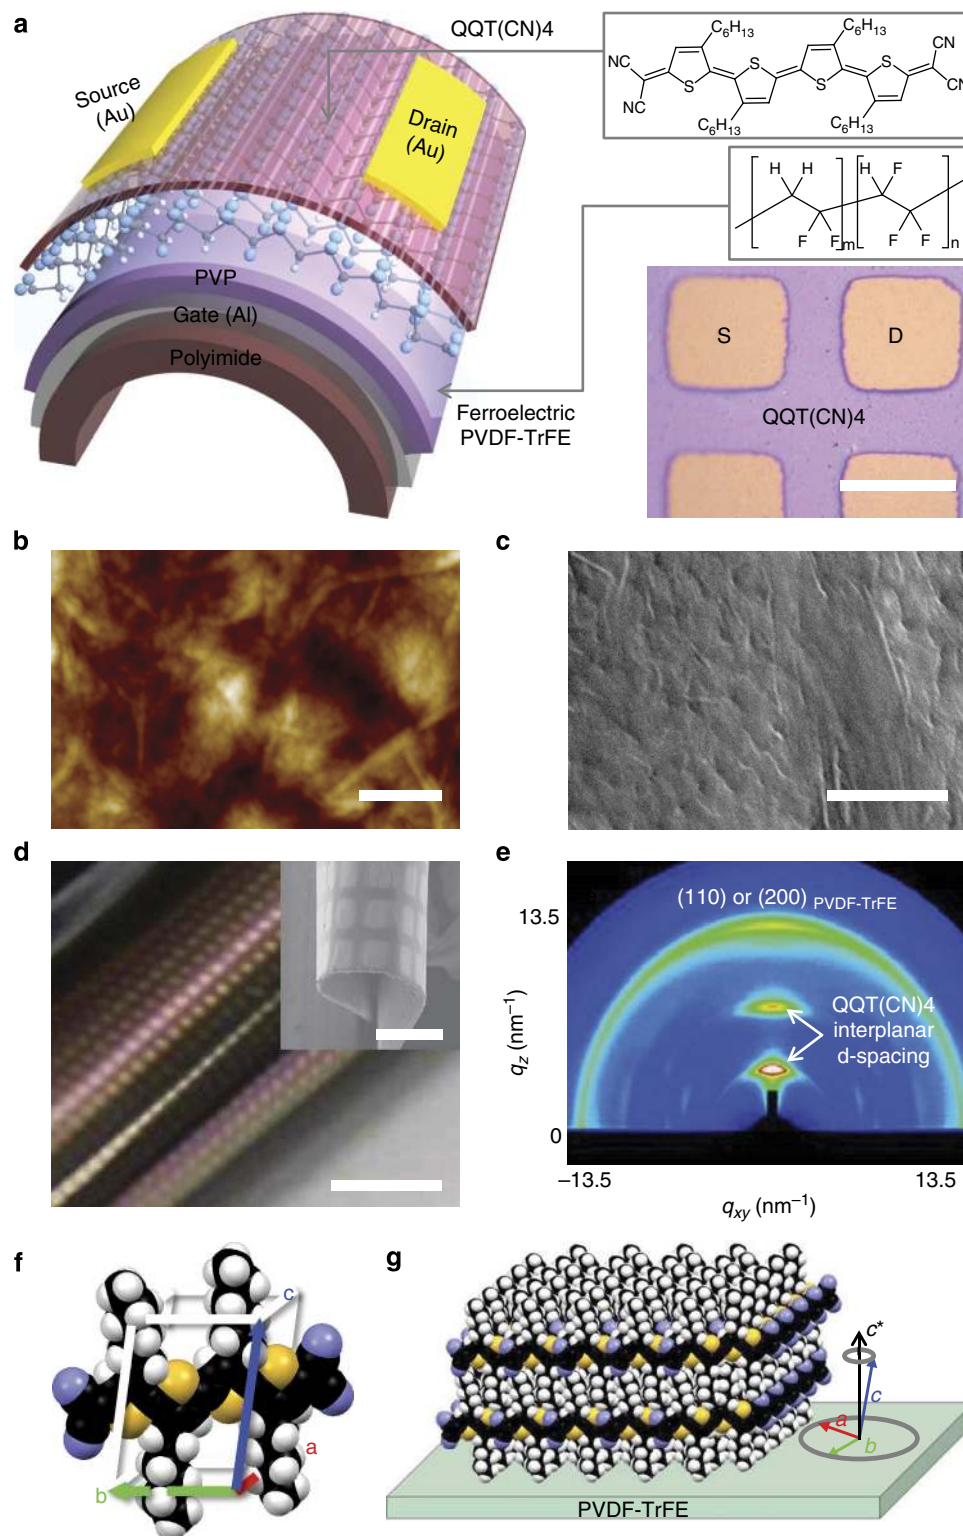 a
QQT(CN)4
C6H13
C6H13
NC
S
S
S
S
CN
NC
CN
C6H13
C6H13
Source
(Au)
Drain
(Au)
H
H
H
F
F
F
m
F
F
n
PVP
Gate (Al)
Polyimide
Ferroelectric
PVDF-TrFE
S
D
QQT(CN)4
b
c
d
e
(110) or (200) PVDF-TrFE
13.5
QQT(CN)4
interplanar
d-spacing
qz (nm–1)
0
–13.5
13.5
qxy (nm–1)
f
c
a
b
g
c*
c
a
b
PVDF-TrFE